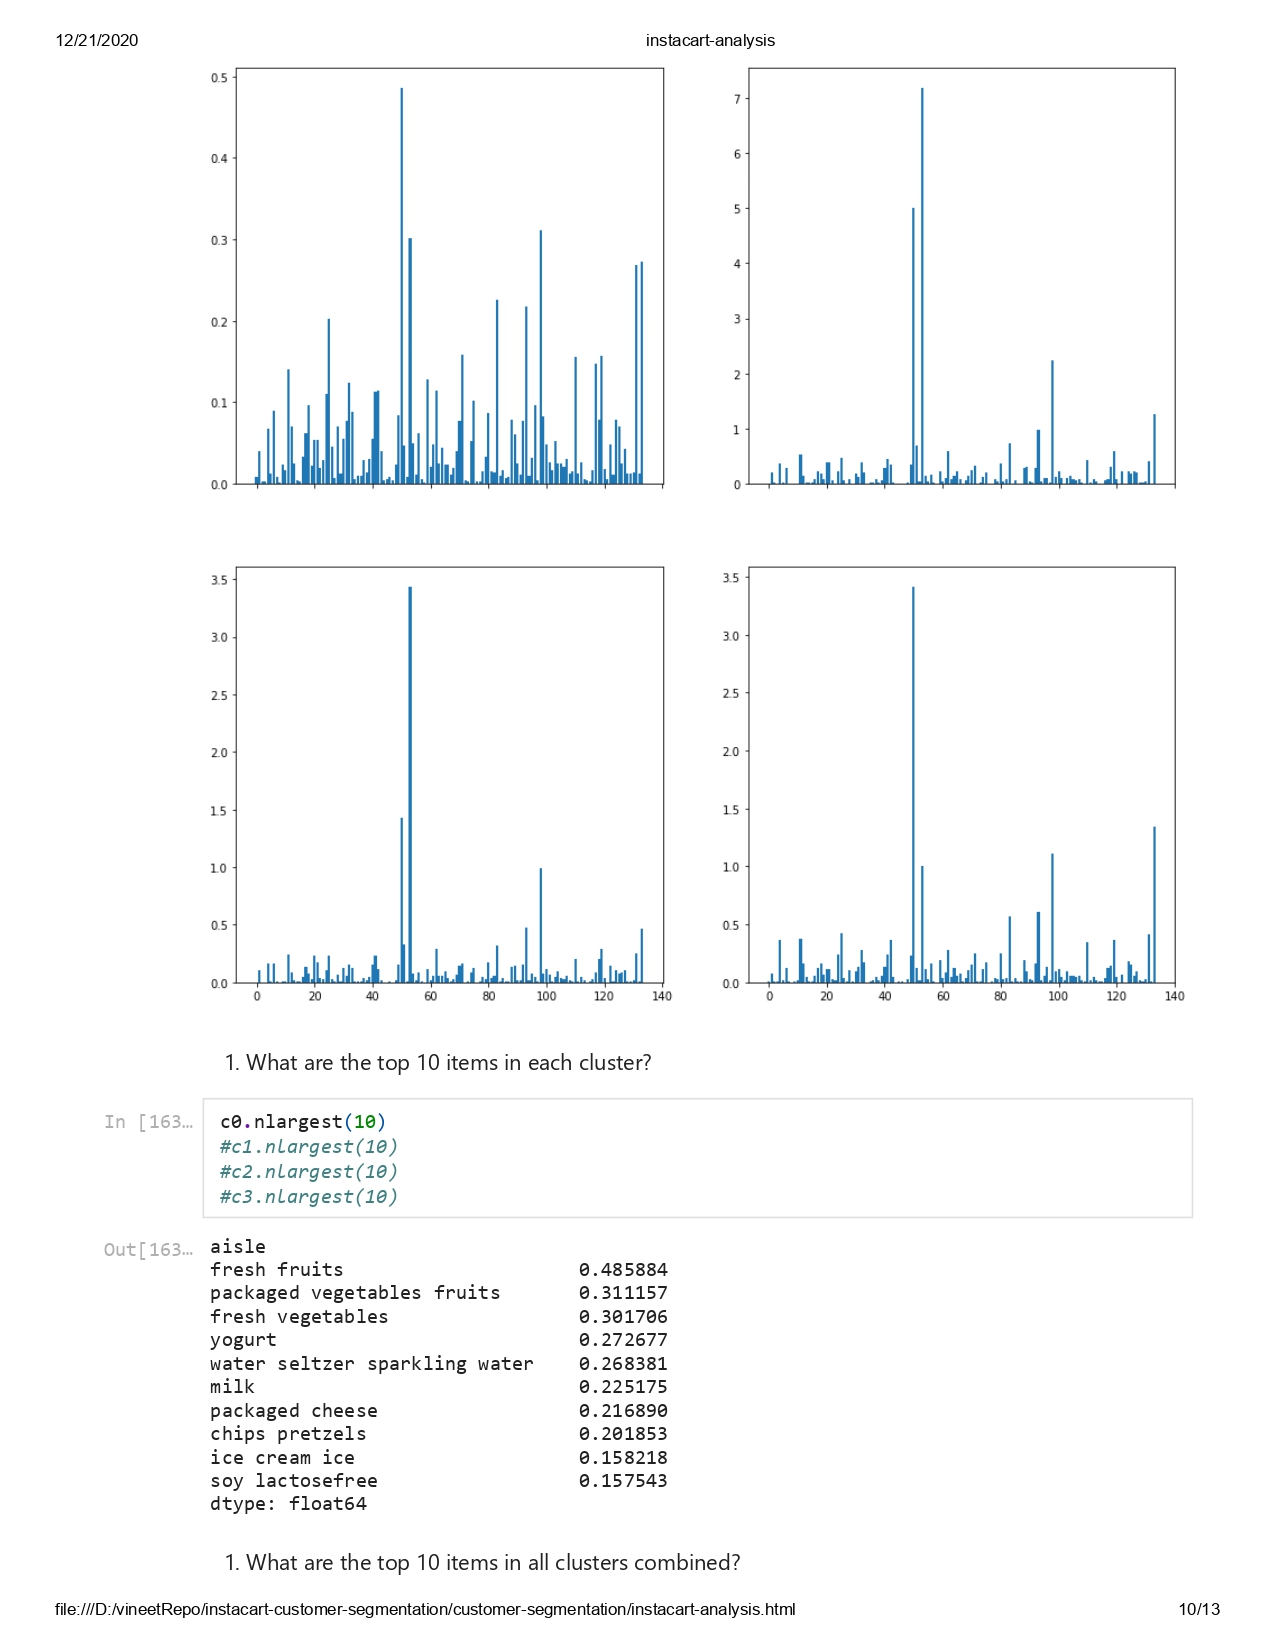 12/21/2020 instacart-analysis
0.5
0.4
0.3
0.2
0.1
0.0
7
6
5
4
3
2
1
0
3.5
3.0
2.5
2.0
1.5
1.0
0.5
0.0
0 20 40 60 80 100 120 140
3.5
3.0
2.5
2.0
1.5
1.0
0.5
0.0
0 20 40 60 80 100 120 140
1. What are the top 10 items in each cluster?
In [163… c0.nlargest(10)
#c1.nlargest(10)
#c2.nlargest(10)
#c3.nlargest(10)
Out[163… aisle
fresh fruits 0.485884
packaged vegetables fruits 0.311157
fresh vegetables 0.301706
yogurt 0.272677
water seltzer sparkling water 0.268381
milk 0.225175
packaged cheese 0.216890
chips pretzels 0.201853
ice cream ice 0.158218
soy lactosefree 0.157543
dtype: float64
1. What are the top 10 items in all clusters combined?
file:///D:/vineetRepo/instacart-customer-segmentation/customer-segmentation/instacart-analysis.html 10/13